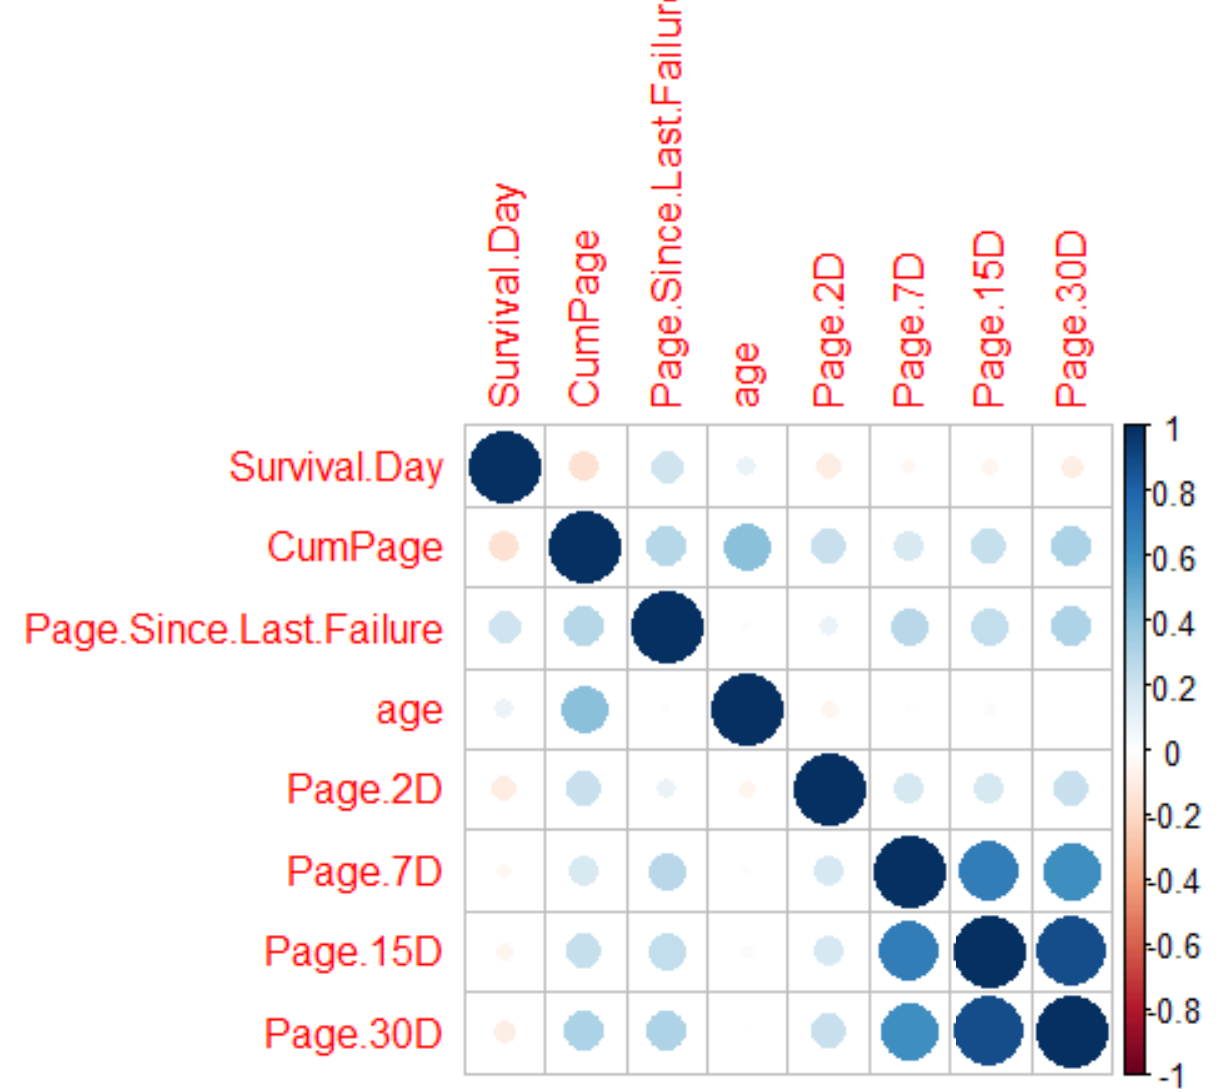 Survival.Day
CumPage
Page.Since.Last.Failure
age
Page.2D
Page.7D
Page.15D
Page.30D
Survival.Day
CumPage
Page.Since.Last.Failure
age
Page.2D
Page.7D
Page.15D
Page.30D
1
0.8
0.6
0.4
0.2
0
-0.2
-0.4
-0.6
-0.8
-1